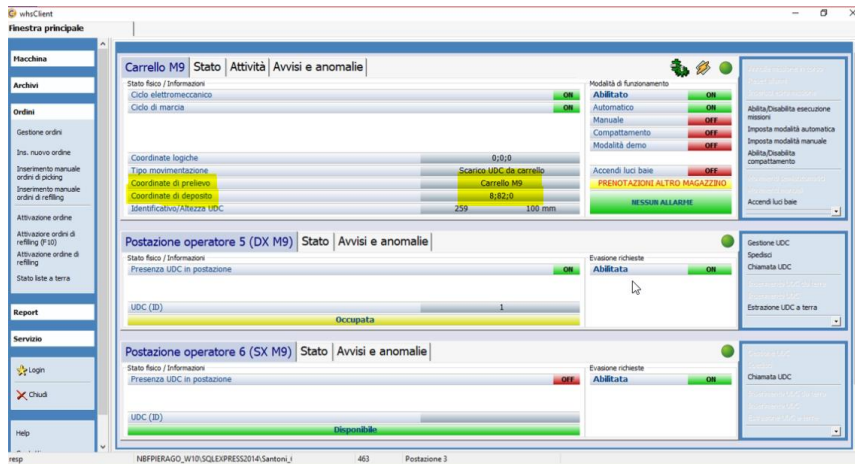 whsClient
Finestra principale
Macchina
Archivi
Ordini
Gestione ordini
Ins. nuovo ordine
Inserimento manuale
ordini di picking
Inserimento manuale
ordini di refilling
Attivazione ordine
Attivazione ordini di
refilling (F10)
Attivazione ordine di
refilling
Stato liste a terra
Report
Servizio
Login
Chiudi
Help
Carrello M9 Stato Attività Avvisi e anomalie
Stato fisico / Informazioni
Ciclo elettromeccanico ON
Ciclo di marcia ON
Coordinate logiche 0;0;0
Tipo movimentazione Scarico UDC da carrello
Coordinate di prelievo Carrello M9
Coordinate di deposito 8;82;0
Identificativo/Altezza UDC 259 100 mm
Modalità di funzionamento
Abilitato ON
Automatico ON
Manuale OFF
Compattamento OFF
Modalità demo OFF
Accendi luci baie OFF
PRENOTAZIONI ALTRO MAGAZZINO
NESSUN ALLARME
Abilita/Disabilita esecuzione
missioni
Imposta modalità automatica
Imposta modalità manuale
Abilita/Disabilita
compattamento
Accendi luci baie
Postazione operatore 5 (DX M9) Stato Avvisi e anomalie
Stato fisico / Informazioni
Presenza UDC in postazione ON
UDC (ID) 1
Occupata
Evasione richieste
Abilitata ON
Gestione UDC
Spedisci
Chiamata UDC
Estrazione UDC a terra
Postazione operatore 6 (SX M9) Stato Avvisi e anomalie
Stato fisico / Informazioni
Presenza UDC in postazione OFF
UDC (ID)
Disponibile
Evasione richieste
Abilitata ON
Chiamata UDC
resp NBFPIERAGO_W10\SQLEXPRESS2014\Santoni_ 463 Postazione 3